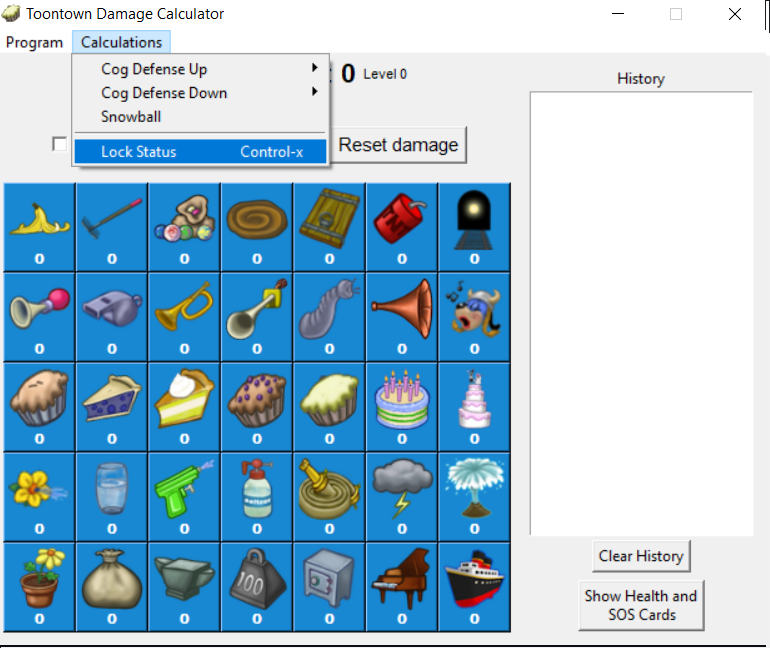 Toontown Damage Calculator
Program Calculations
Cog Defense Up
Cog Defense Down
Snowball
Lock Status Control-x
0 Level 0
Reset damage
History
0 0 0 0 0 0 0
0 0 0 0 0 0 0
0 0 0 0 0 0 0
0 0 0 0 0 0 0
100
0 0 0 0 0 0 0
Clear History
Show Health and
SOS Cards